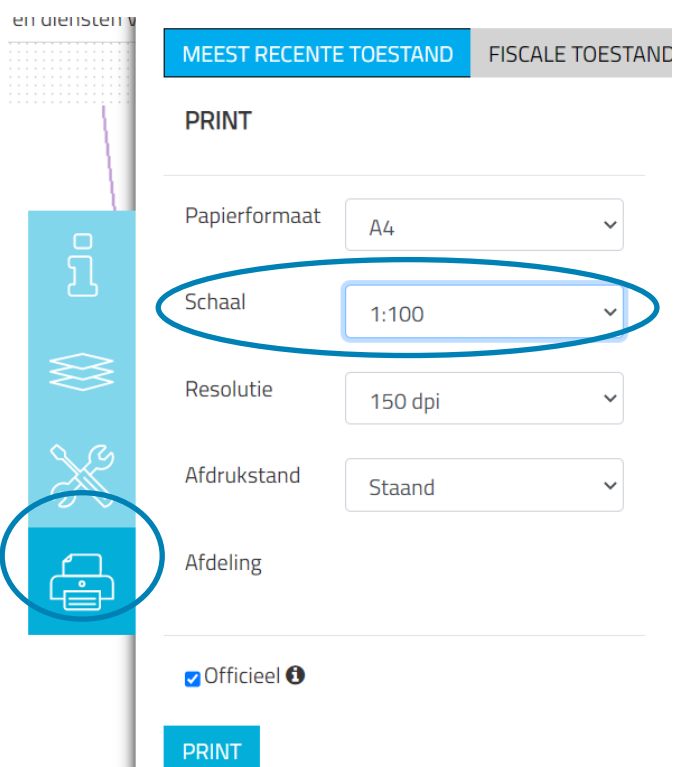 en diensten v
MEEST RECENTE TOESTAND FISCALE TOESTAND
PRINT
Papierformaat A4
Schaal 1:100
Resolutie 150 dpi
Afdrukstand Staand
Afdeling
Officieel
PRINT